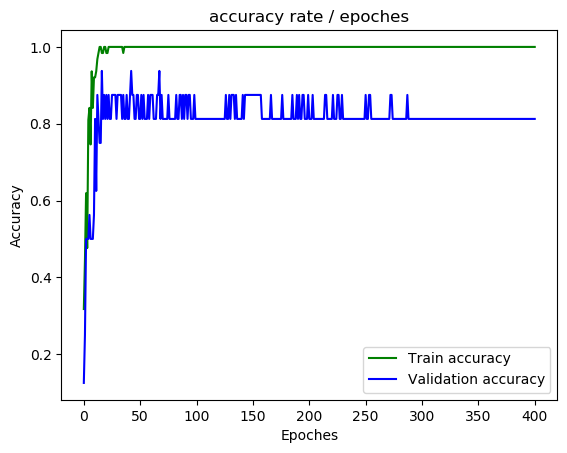 accuracy rate / epoches
1.0
0.8
0.6
0.4
0.2
Accuracy
0
50
100
150
200
250
300
350
400
Epoches
Train accuracy
Validation accuracy